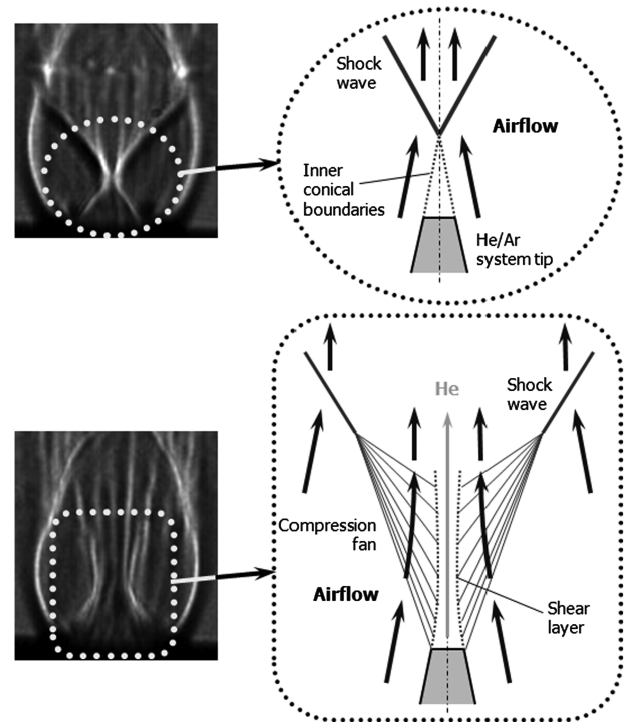 Shock
wave
Airflow
Inner
conical
boundaries
He/Ar
system tip
He
Shock
wave
Compression
fan
Airflow
Shear
layer